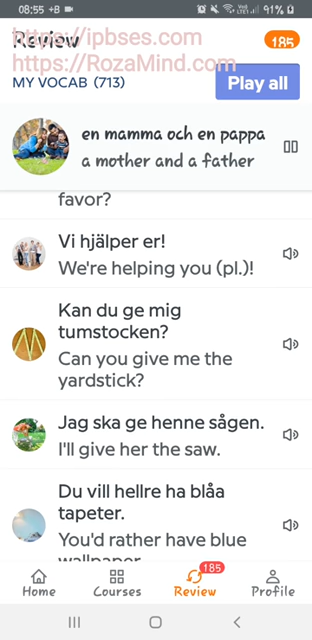 08:55 +B
91%
Review
https://ipbses.com
185
https://RozaMind.com
MY VOCAB (713)
Play all
en mamma och en pappa
a mother and a father
favor?
Vi hjälper er!
We're helping you (pl.)!
Kan du ge mig
tumstocken?
Can you give me the
yardstick?
Jag ska ge henne sågen.
I'll give her the saw.
Du vill hellre ha blåa
tapeter.
You'd rather have blue
wallpaper.
185
Home
Courses
Review
Profile